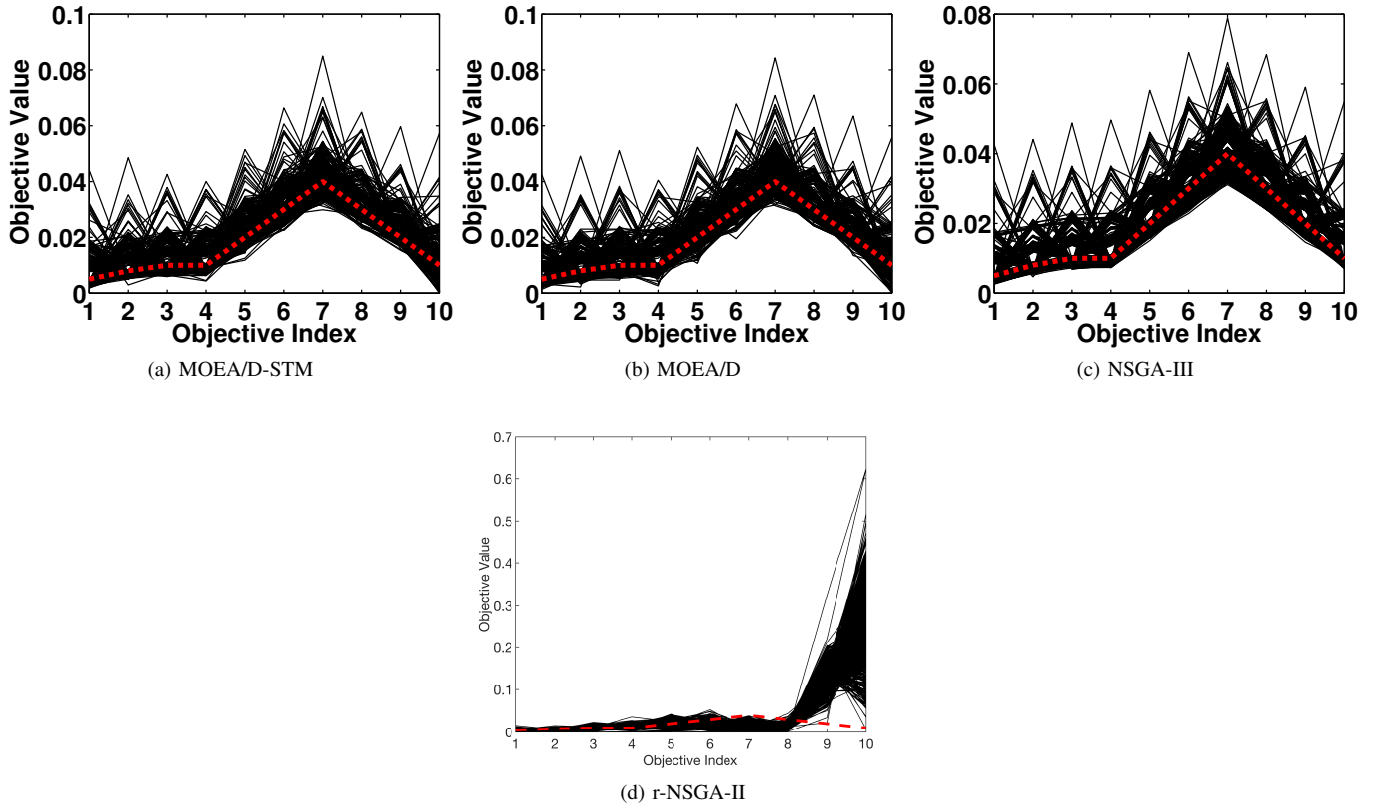 0.1
0.08
0.06
0.04
0.02
0
Objective Value
1 2 3 4 5 6 7 8 9 10
Objective Index
(a) MOEA/D-STM
0.1
0.08
0.06
0.04
0.02
0
Objective Value
1 2 3 4 5 6 7 8 9 10
Objective Index
(b) MOEA/D
0.08
0.06
0.04
0.02
0
Objective Value
1 2 3 4 5 6 7 8 9 10
Objective Index
(c) NSGA-III
0.7
0.6
0.5
0.4
0.3
0.2
0.1
0
Objective Value
1 2 3 4 5 6 7 8 9 10
Objective Index
(d) r-NSGA-II